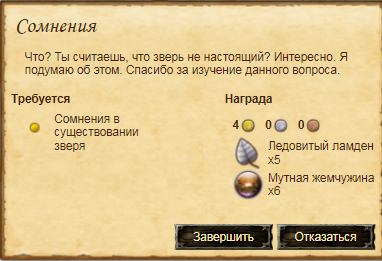 Сомнения
Что? Ты считаешь, что зверь не настоящий? Интересно. Я
подумаю об этом. Спасибо за изучение данного вопроса.
Требуется
Сомнения в
существовании
зверя
Награда
4 0 0
Ледовитый ламден
x5
Мутная жемчужина
x6
Завершить Отказаться